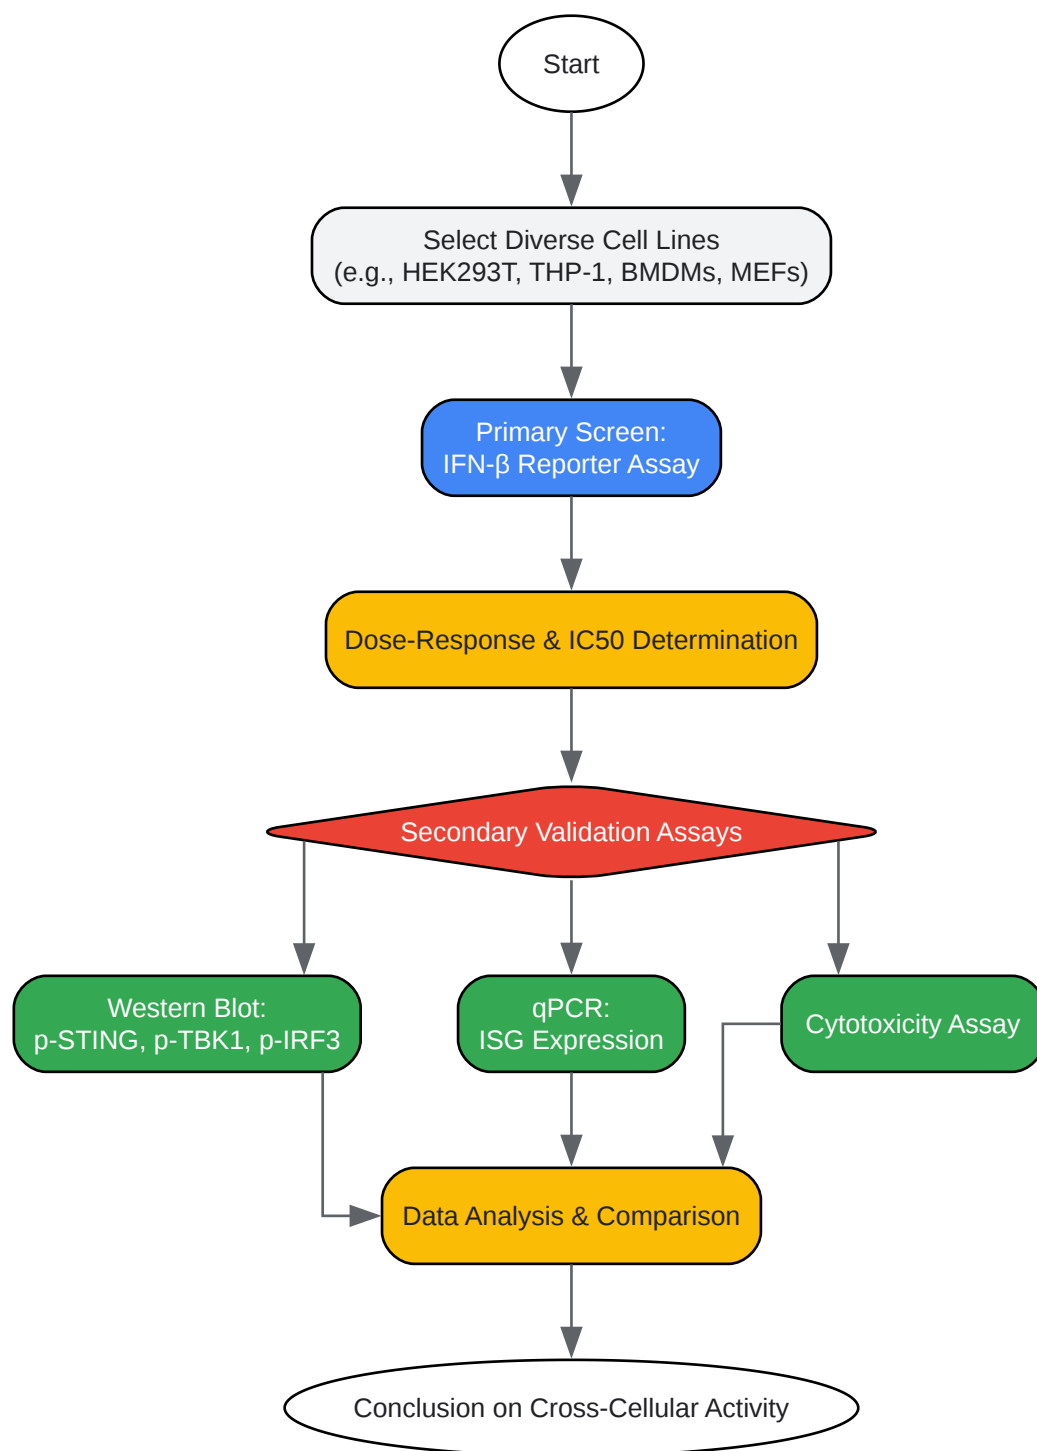 Start
Select Diverse Cell Lines
(e.g., HEK293T, THP-1, BMDMs, MEFs)
Primary Screen:
IFN-β Reporter Assay
Dose-Response & IC50 Determination
Secondary Validation Assays
Western Blot:
p-STING, p-TBK1, p-IRF3
qPCR:
ISG Expression
Cytotoxicity Assay
Data Analysis & Comparison
Conclusion on Cross-Cellular Activity